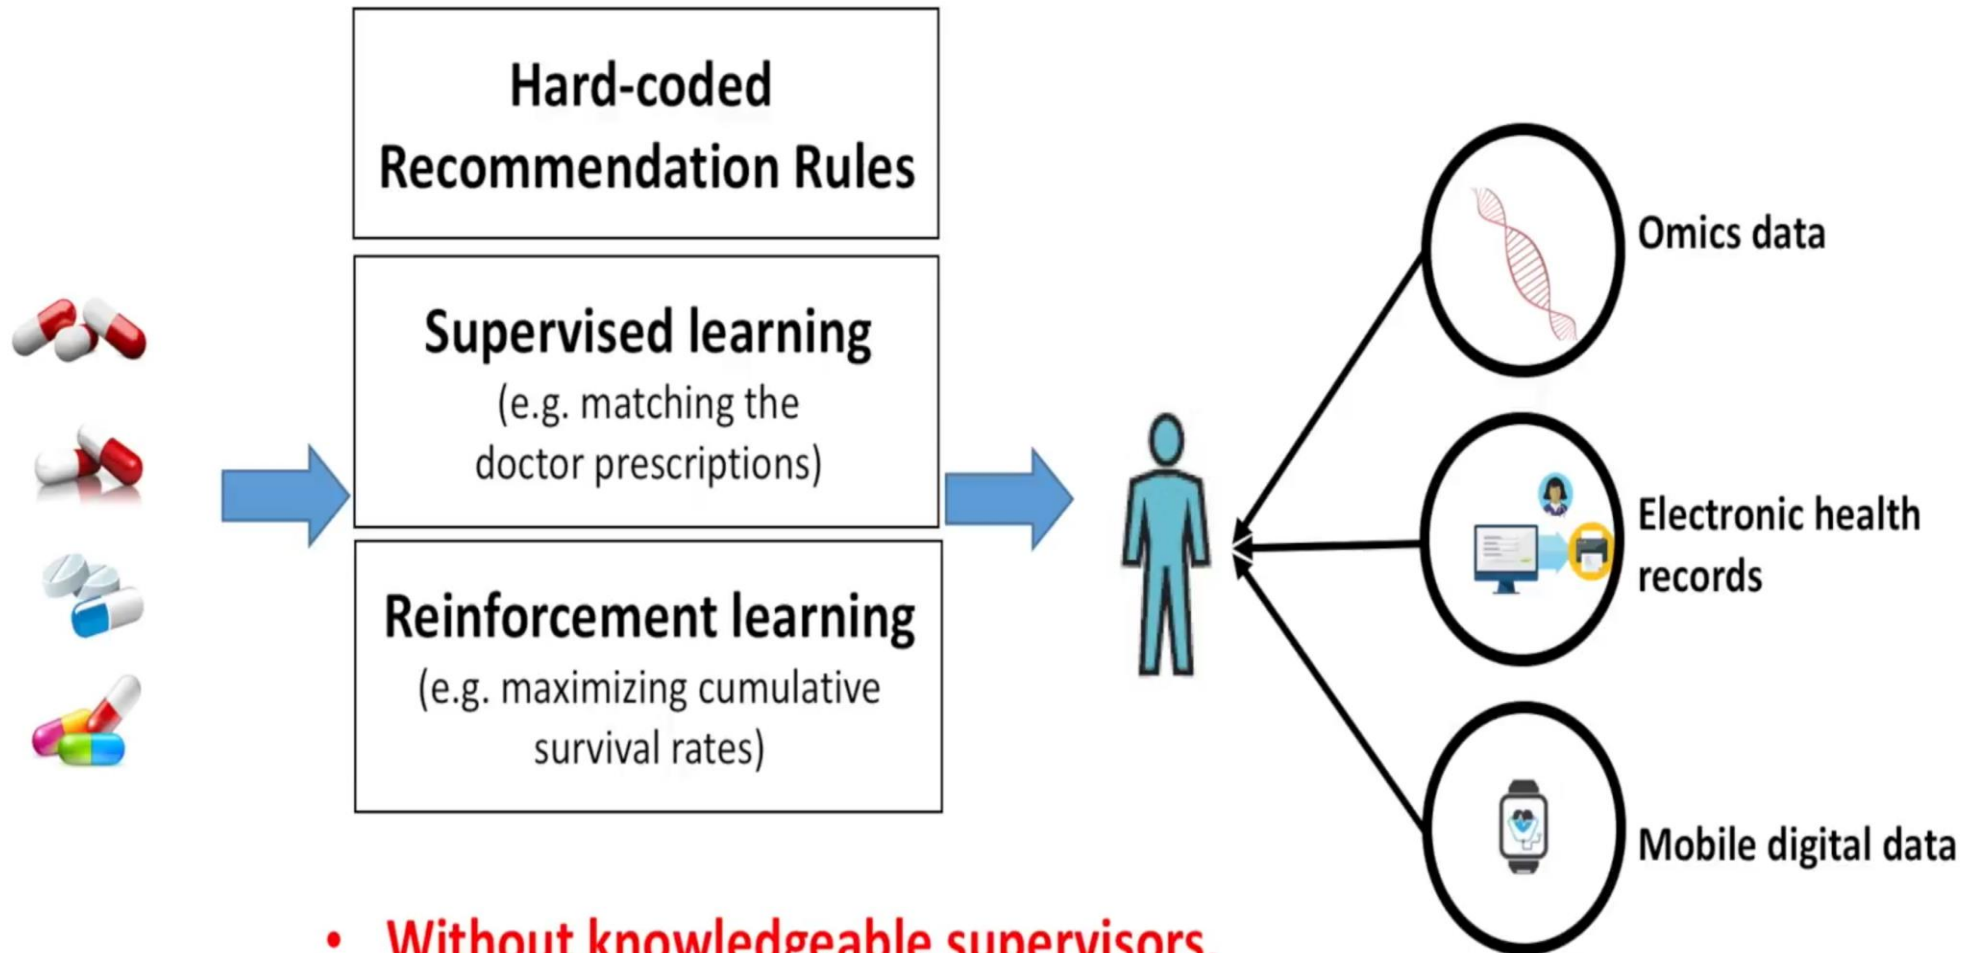 Hard-coded
Recommendation Rules
Supervised learning
(e.g. matching the
doctor prescriptions)
Reinforcement learning
(e.g. maximizing cumulative
survival rates)
Omics data
Electronic health
records
Mobile digital data
• Without knowledgeable supervisors.